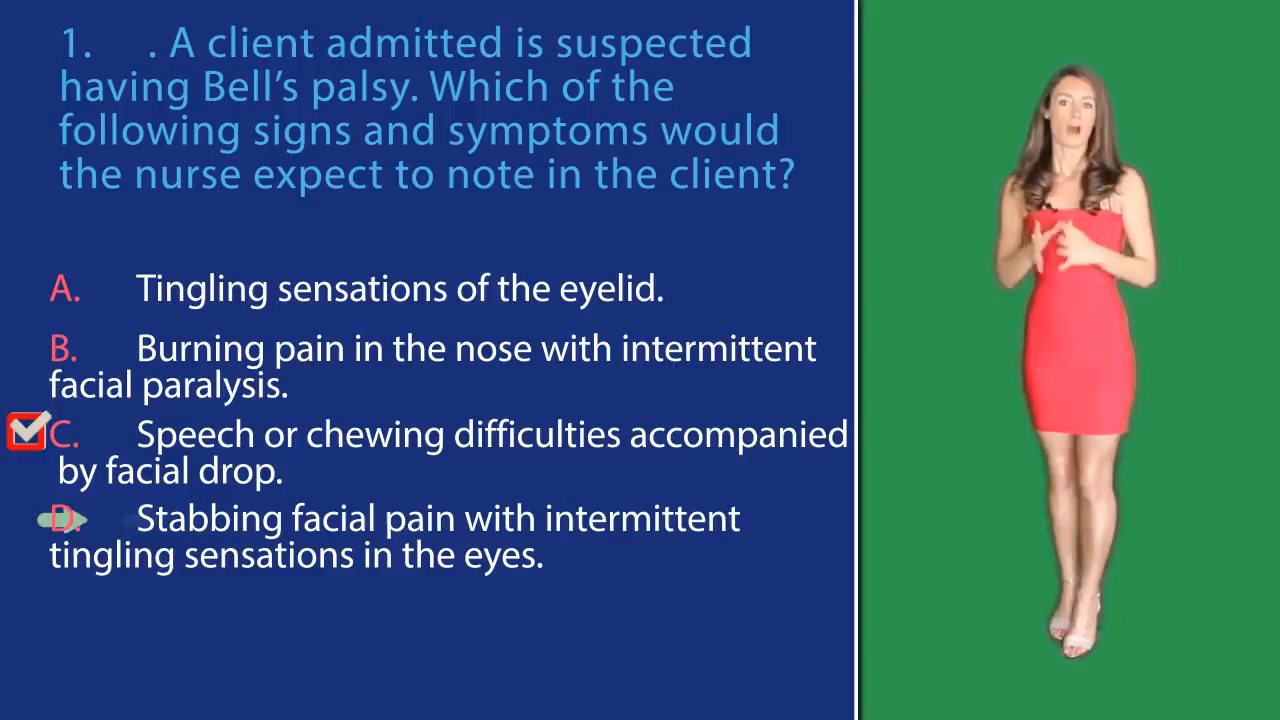 1. . A client admitted is suspected
having Bell’s palsy. Which of the
following signs and symptoms would
the nurse expect to note in the client?
A. Tingling sensations of the eyelid.
B. Burning pain in the nose with intermittent
facial paralysis.
C. Speech or chewing difficulties accompanied
by facial drop.
D. Stabbing facial pain with intermittent
tingling sensations in the eyes.